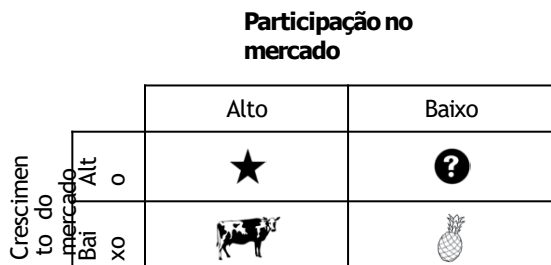 Participação no
mercado
Alto
Baixo
Crescimen
to do
mercado
Alt
o
?
Bai
xo